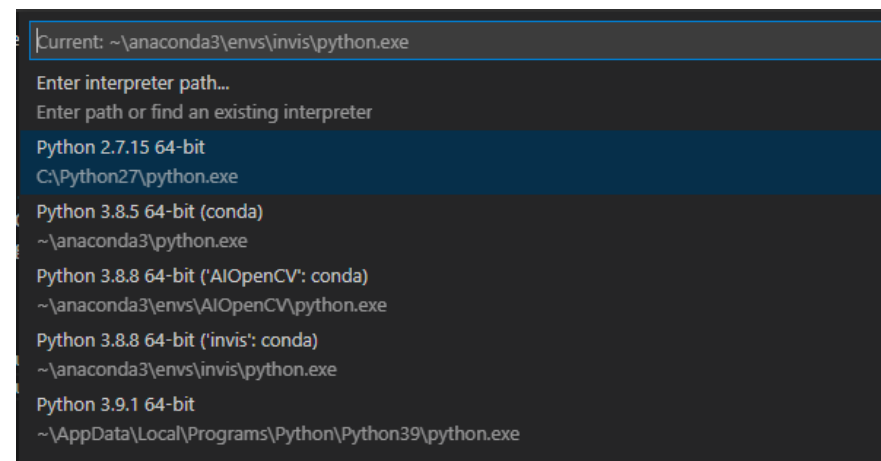 Current: ~\anaconda3\envs\invis\python.exe
Enter interpreter path...
Enter path or find an existing interpreter
Python 2.7.15 64-bit
C:\Python27\python.exe
Python 3.8.5 64-bit (conda)
~\anaconda3\python.exe
Python 3.8.8 64-bit ('AIOpenCV': conda)
~\anaconda3\envs\AIOpenCV\python.exe
Python 3.8.8 64-bit ('invis': conda)
~\anaconda3\envs\invis\python.exe
Python 3.9.1 64-bit
~\AppData\Local\Programs\Python\Python39\python.exe